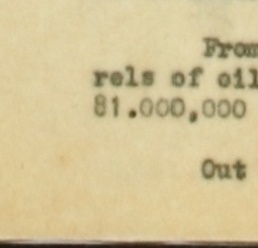 From
rels of oil
81.000,000
Out